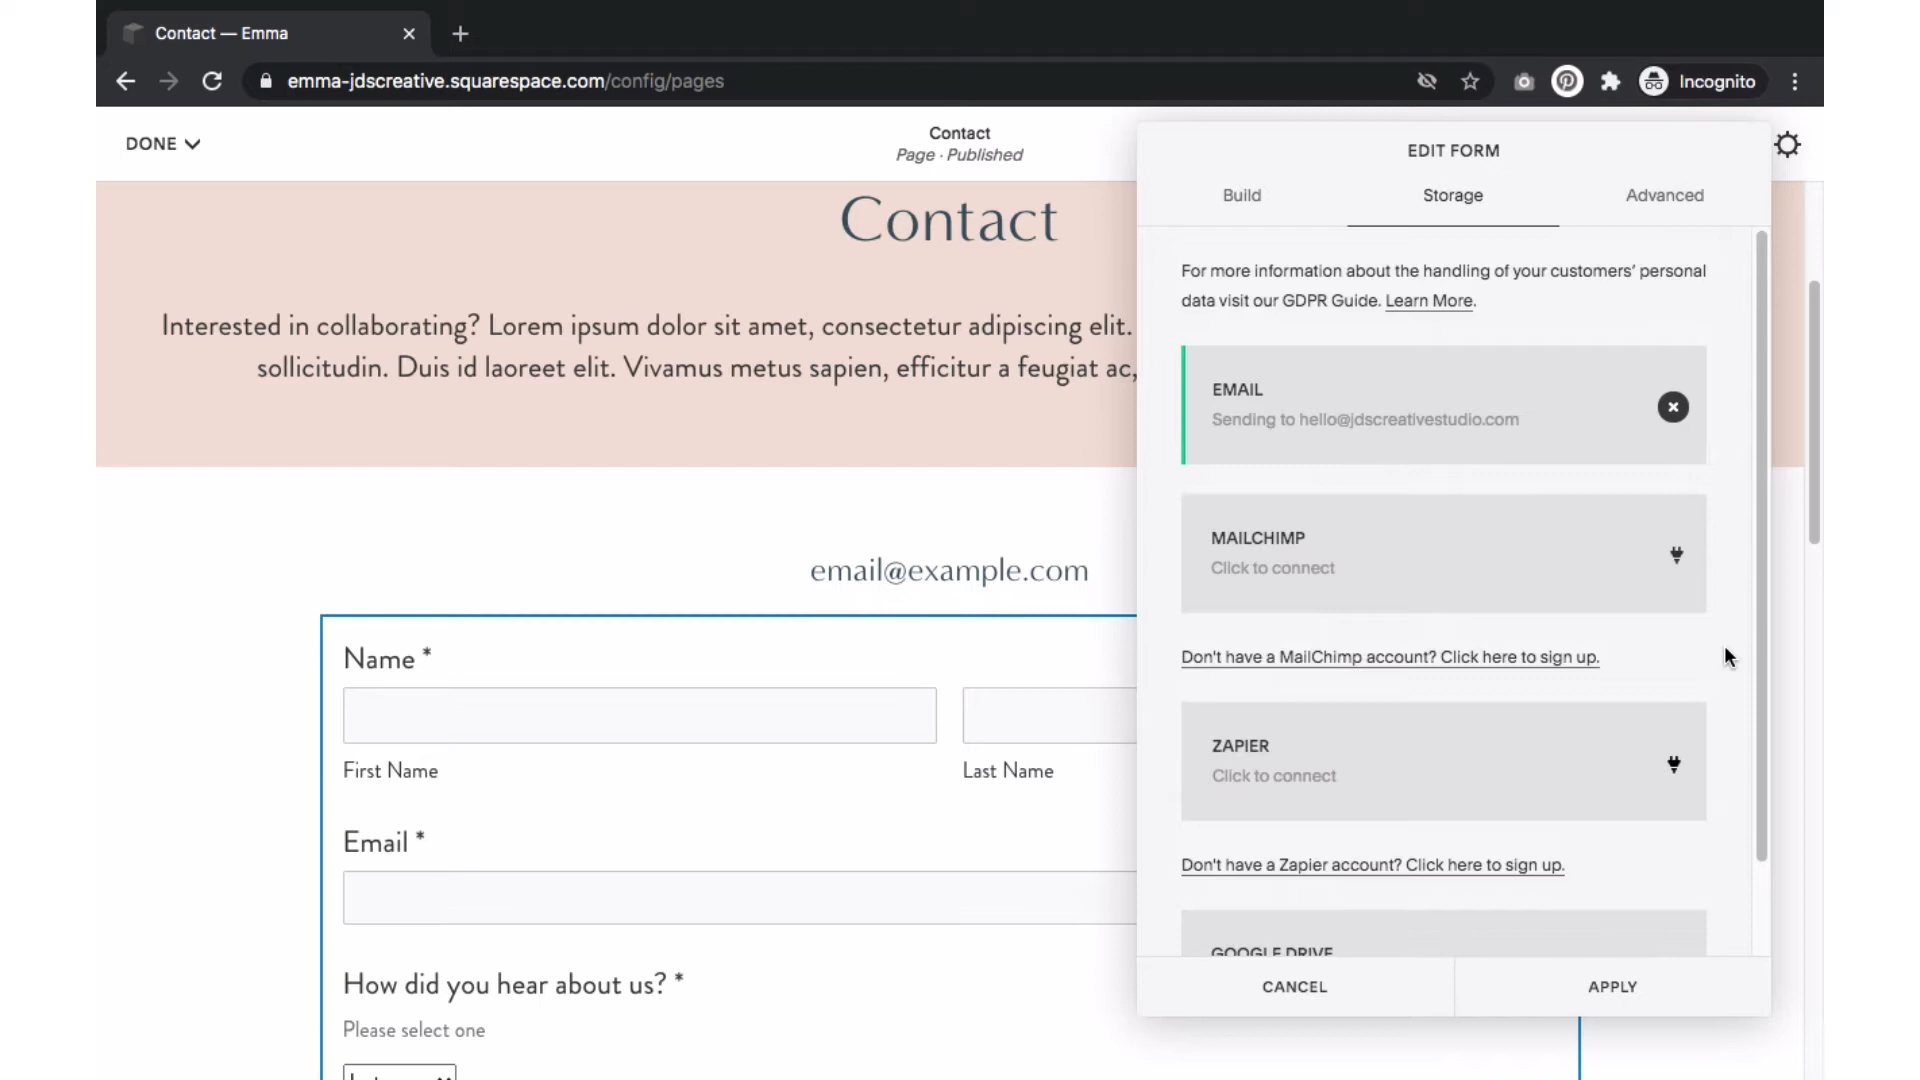 Contact — Emma
emma-jdscreative.squarespace.com/config/pages
Incognito
DONE
Contact
Page · Published
Contact
Interested in collaborating? Lorem ipsum dolor sit amet, consectetur adipiscing elit.
sollicitudin. Duis id laoreet elit. Vivamus metus sapien, efficitur a feugiat ac,
email@example.com
Name *
First Name
Last Name
Email *
How did you hear about us? *
Please select one
EDIT FORM
Build
Storage
Advanced
For more information about the handling of your customers' personal
data visit our GDPR Guide. Learn More.
EMAIL
Sending to hello@jdscreativestudio.com
MAILCHIMP
Click to connect
Don't have a MailChimp account? Click here to sign up.
ZAPIER
Click to connect
Don't have a Zapier account? Click here to sign up.
GOOGLE DRIVE
CANCEL
APPLY